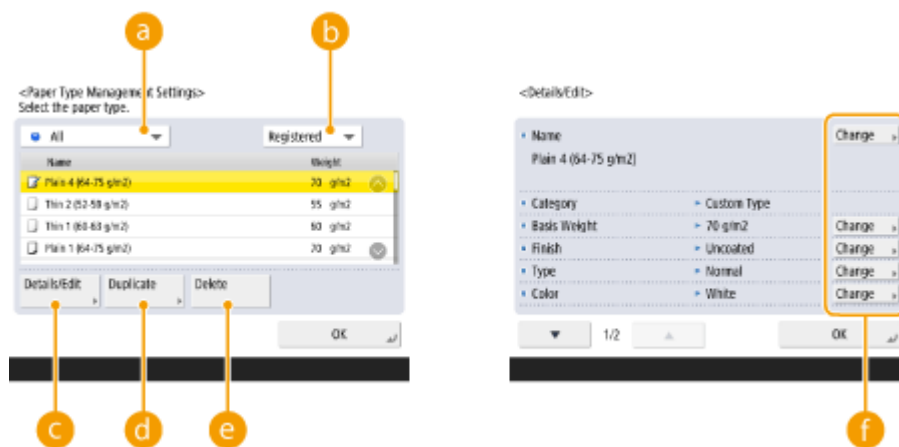 a
b
<Paper Type Management Settings>
Select the paper type.
All
Registered
Name Weight
Plain 4 (64-75 g/m2) 70 g/m2
Thin 2 (52-59 g/m2) 55 g/m2
Thin 1 (60-63 g/m2) 60 g/m2
Plain 1 (64-75 g/m2) 70 g/m2
Details/Edit Duplicate Delete
OK
c
d
e
<Details/Edit>
Name Change
Plain 4 (64-75 g/m2)
Category Custom Type
Basis Weight 70 g/m2 Change
Finish Uncoated Change
Type Normal Change
Color White Change
1/2 OK
f